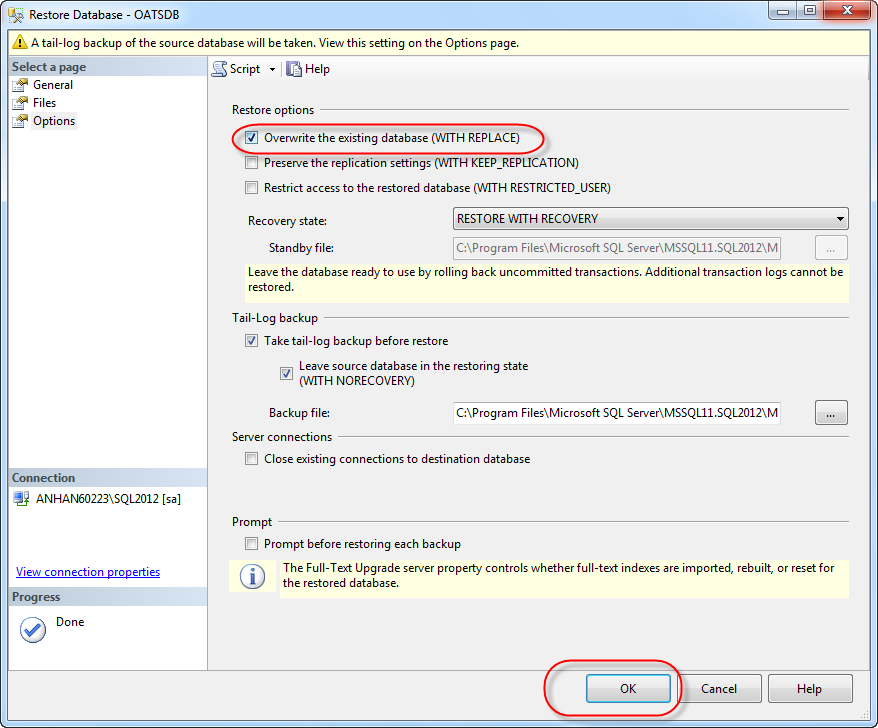 Restore Database - OATSDB
A tail-log backup of the source database will be taken. View this setting on the Options page.
Select a page
General
Files
Options
Script
Help
Restore options
Overwrite the existing database (WITH REPLACE)
Preserve the replication settings (WITH KEEP_REPLICATION)
Restrict access to the restored database (WITH RESTRICTED_USER)
Recovery state:
RESTORE WITH RECOVERY
Standby file:
C:\Program Files\Microsoft SQL Server\MSSQL11.SQL2012\M
...
Leave the database ready to use by rolling back uncommitted transactions. Additional transaction logs cannot be
restored.
Tail-Log backup
Take tail-log backup before restore
Leave source database in the restoring state
(WITH NORECOVERY)
Backup file:
C:\Program Files\Microsoft SQL Server\MSSQL11.SQL2012\M
...
Server connections
Close existing connections to destination database
Connection
ANHAN60223\SQL2012 [sa]
View connection properties
Prompt
Prompt before restoring each backup
The Full-Text Upgrade server property controls whether full-text indexes are imported, rebuilt, or reset for
the restored database.
Progress
Done
OK
Cancel
Help